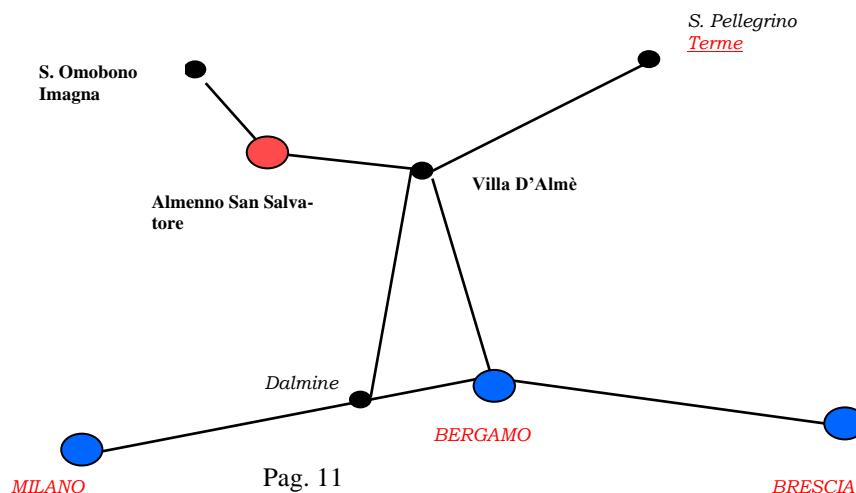 S. Pellegrino
Terme
S. Omobono
Imagna
Villa D'Almè
Almenno San Salva-
tore
Dalmine
BERGAMO
Pag. 11
MILANO
BRESCIA